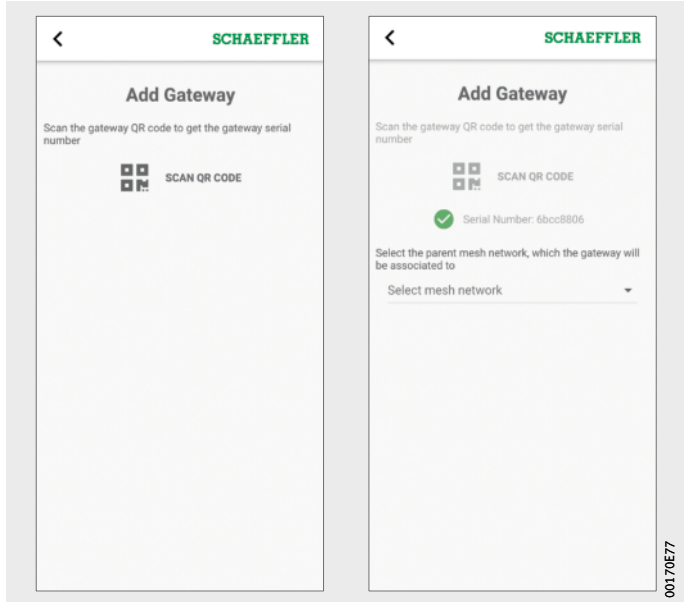 SCHAEFFLER
Add Gateway
Scan the gateway QR code to get the gateway serial
number
SCAN QR CODE
SCHAEFFLER
Add Gateway
Scan the gateway QR code to get the gateway serial
number
SCAN QR CODE
Serial Number: 6bcc8806
Select the parent mesh network, which the gateway will
be associated to
Select mesh network
00170E77